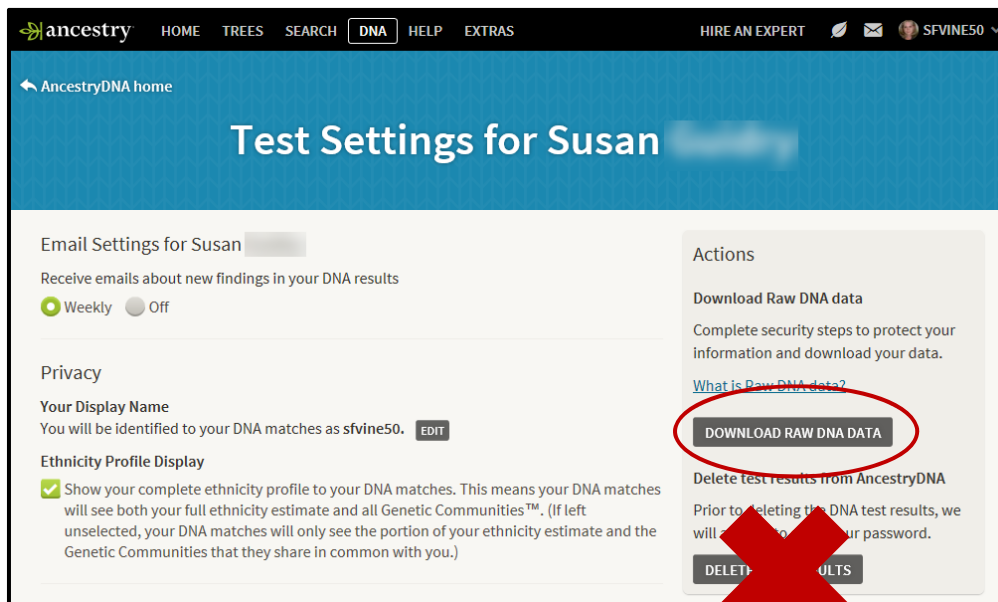 ancestry HOME TREES SEARCH DNA HELP EXTRAS HIRE AN EXPERT SFVINE50
AncestryDNA home
Test Settings for Susan
Email Settings for Susan
Receive emails about new findings in your DNA results
Weekly Off
Privacy
Your Display Name
You will be identified to your DNA matches as sfvine50. EDIT
Ethnicity Profile Display
Show your complete ethnicity profile to your DNA matches. This means your DNA matches
will see both your full ethnicity estimate and all Genetic Communities™. (If left
unselected, your DNA matches will only see the portion of your ethnicity estimate and the
Genetic Communities that they share in common with you.)
Actions
Download Raw DNA data
Complete security steps to protect your
information and download your data.
What is Raw DNA data?
DOWNLOAD RAW DNA DATA
Delete test results from AncestryDNA
Prior to deleting the DNA test results, we
will your password.